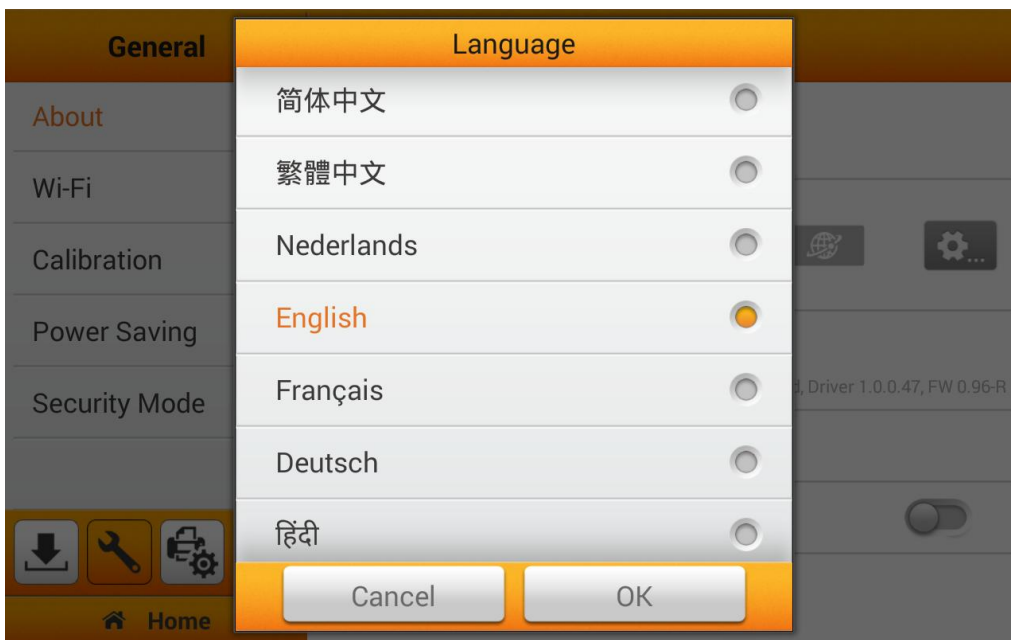 General
About
Wi-Fi
Calibration
Power Saving
Security Mode
Home
Language
简体中文
繁體中文
Nederlands
English
Français
Deutsch
हिंदी
Cancel
OK
, Driver 1.0.0.47, FW 0.96-R